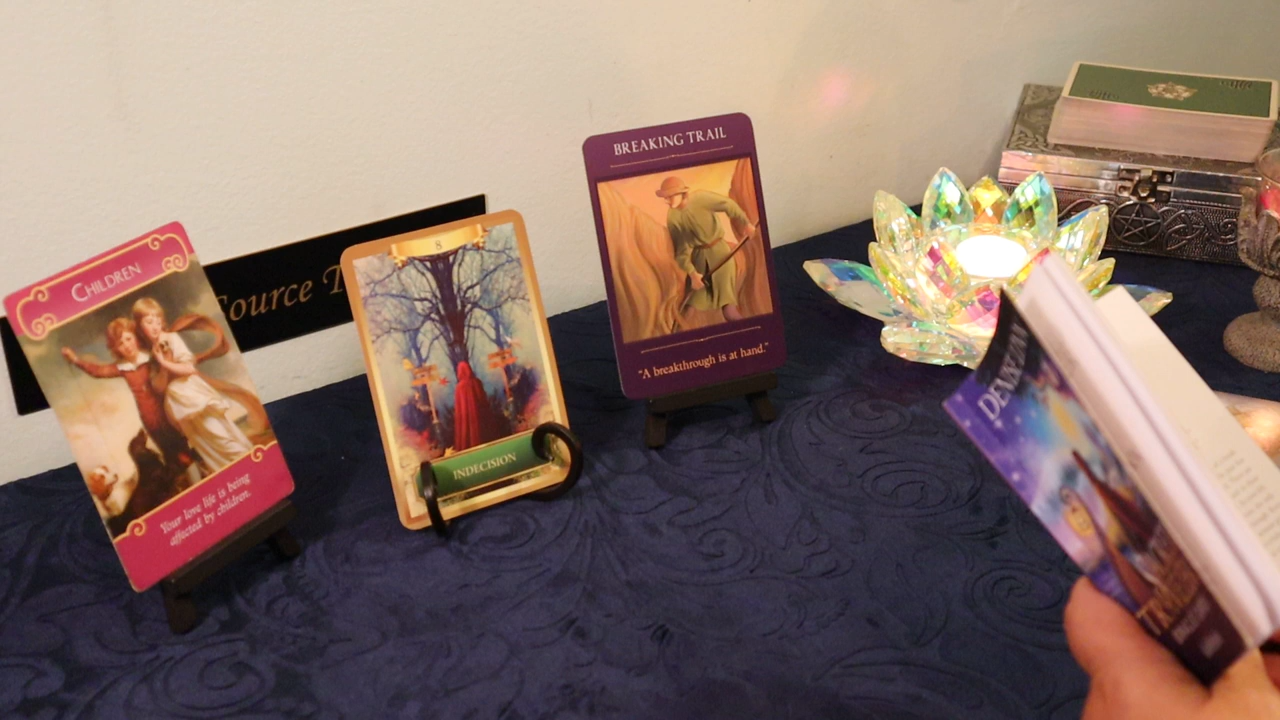 CHILDREN
Your love life is being
affected by children.
Source
8
INDECISION
BREAKING TRAIL
"A breakthrough is at hand."